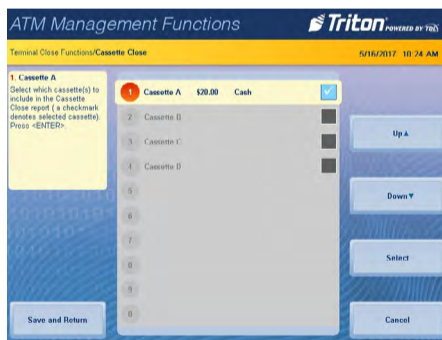 ATM Management Functions
Triton POWERED BY
Terminal Close Functions/Cassette Close
5/16/2017 10:24 AM
1. Cassette A
Select which cassette(s) to
include in the Cassette
Close report ( a checkmark
denotes selected cassette).
Press <ENTER>.
1 Cassette A $20.00 Cash
2 Cassette B
3 Cassette C
4 Cassette D
5
6
7
8
9
0
Up
Down
Select
Save and Return
Cancel